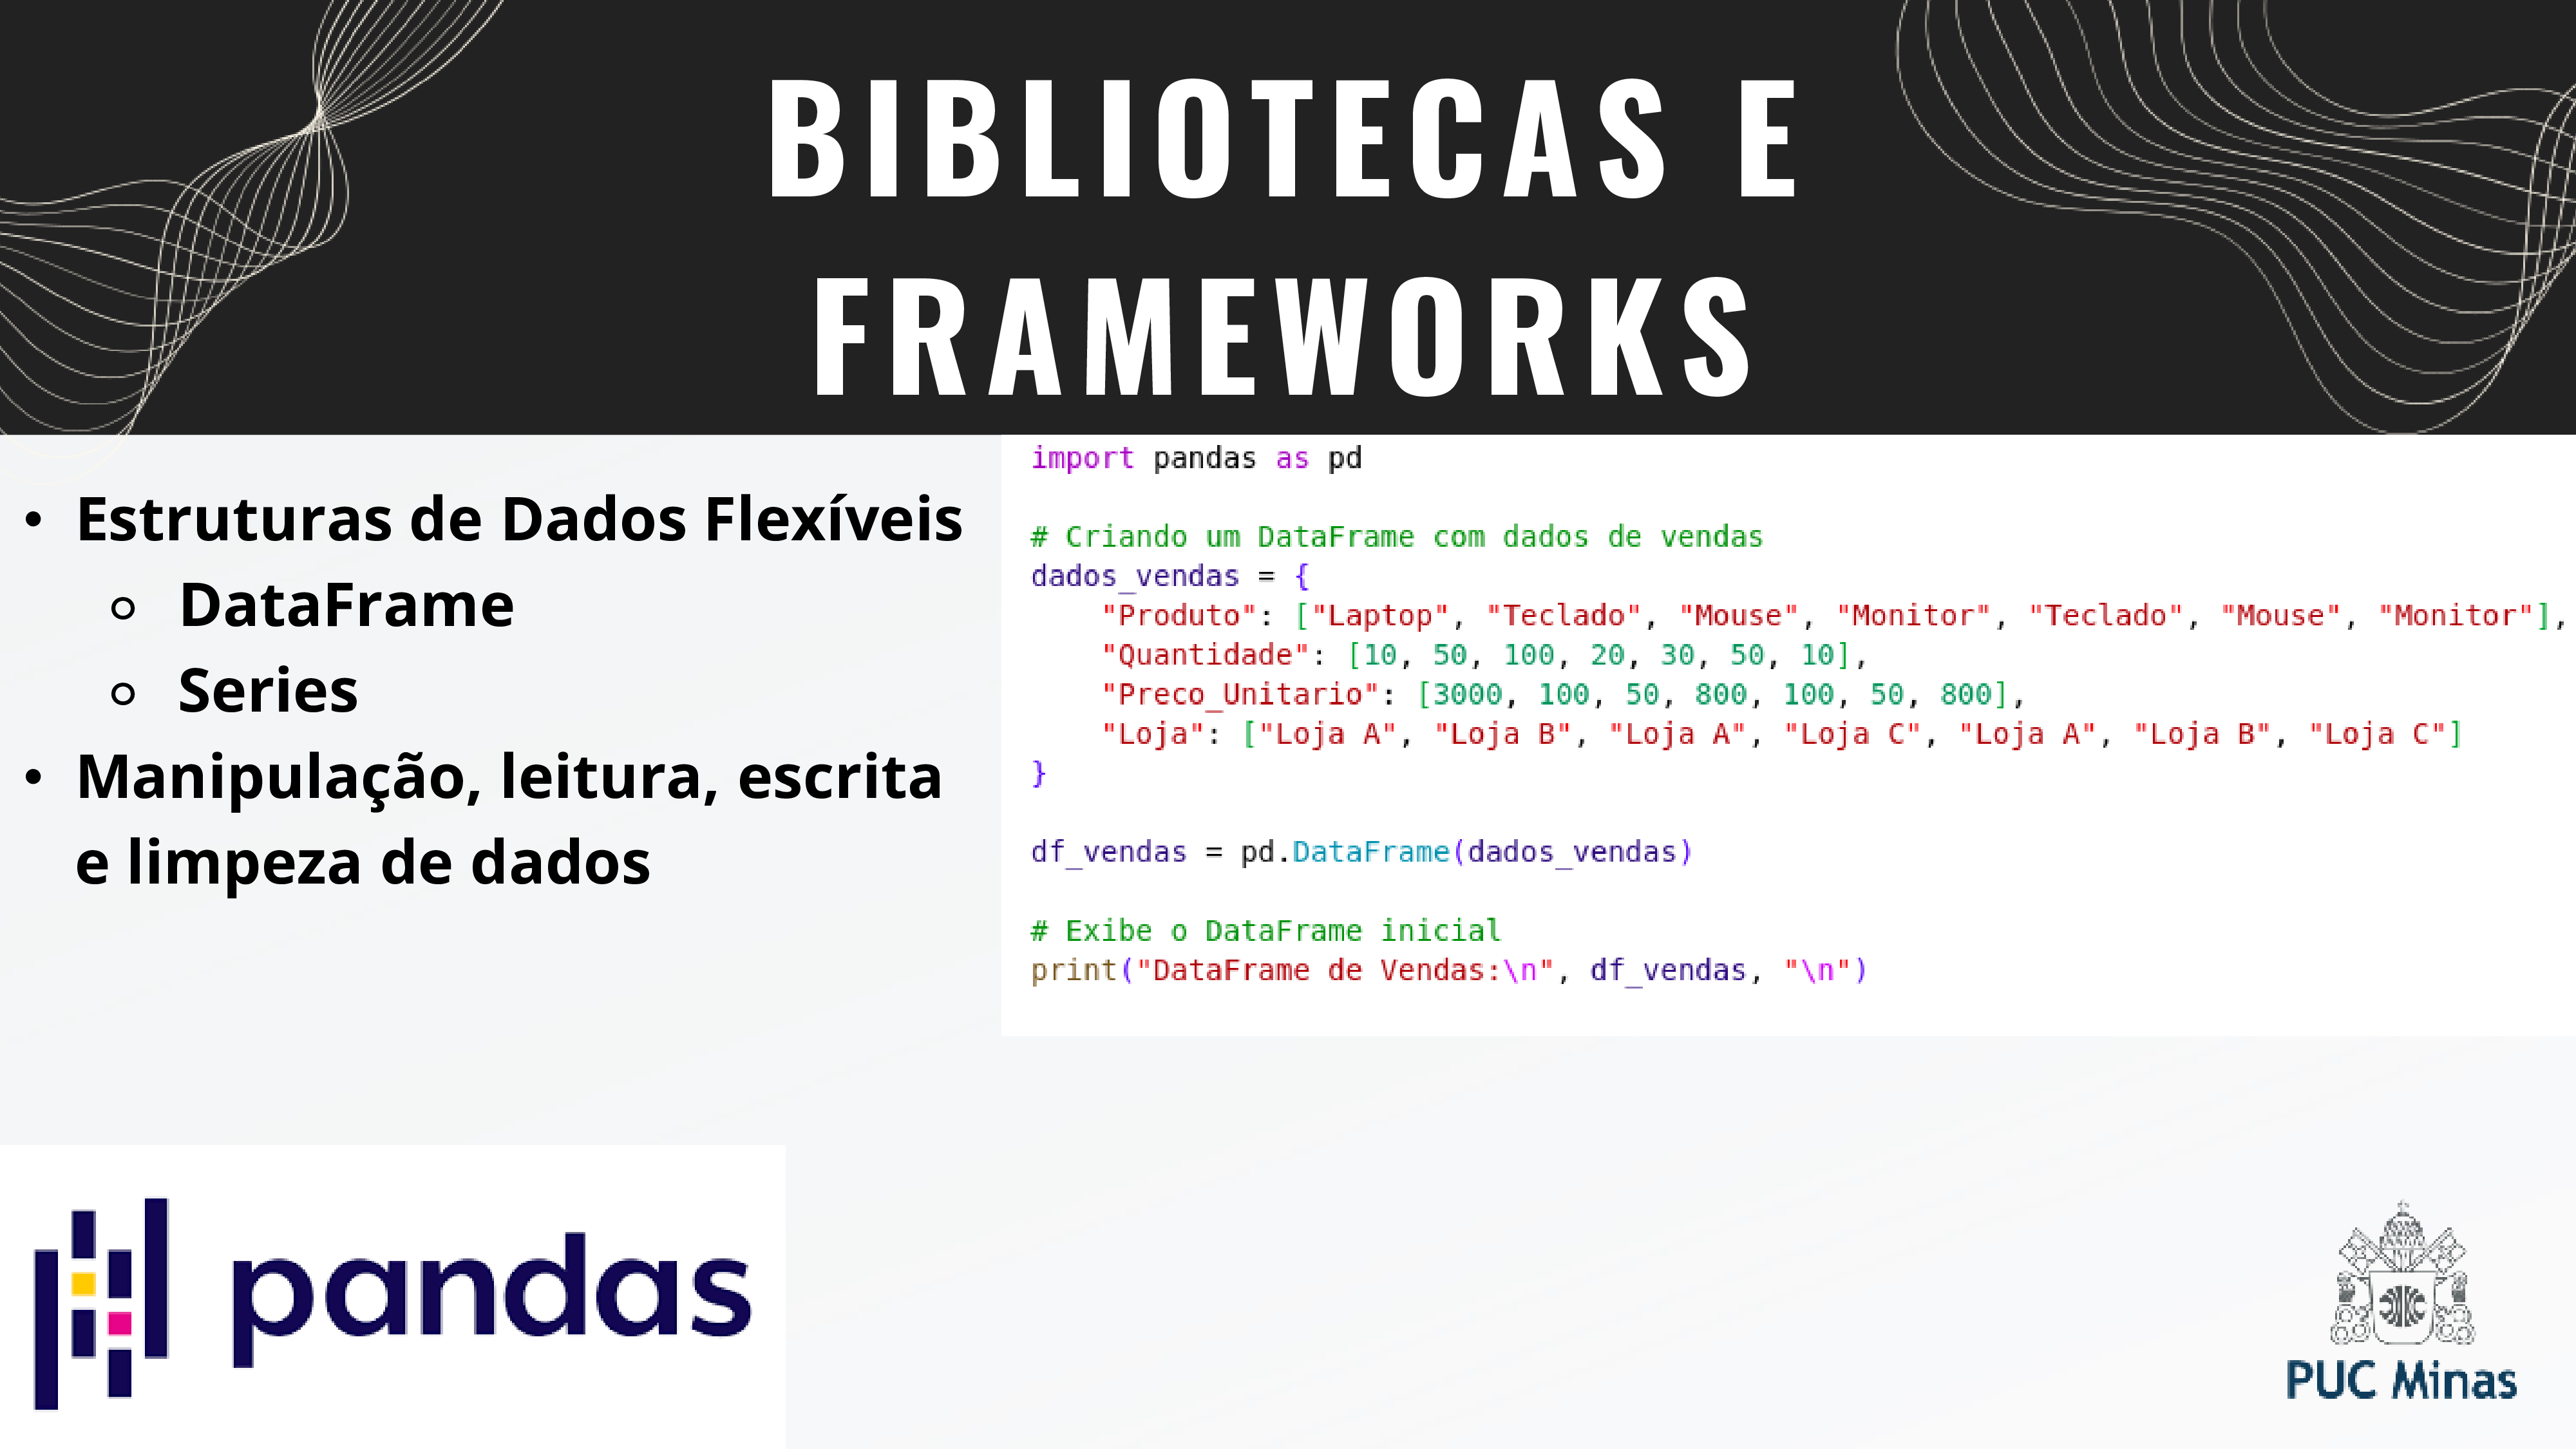 BIBLIOTECAS E
FRAMEWORKS
• Estruturas de Dados Flexíveis
○ DataFrame
○ Series
• Manipulação, leitura, escrita
e limpeza de dados
import pandas as pd

# Criando um DataFrame com dados de vendas
dados_vendas = {
    "Produto": ["Laptop", "Teclado", "Mouse", "Monitor", "Teclado", "Mouse", "Monitor"],
    "Quantidade": [10, 50, 100, 20, 30, 50, 10],
    "Preco_Unitario": [3000, 100, 50, 800, 100, 50, 800],
    "Loja": ["Loja A", "Loja B", "Loja A", "Loja C", "Loja A", "Loja B", "Loja C"]
}

df_vendas = pd.DataFrame(dados_vendas)

# Exibe o DataFrame inicial
print("DataFrame de Vendas:\n", df_vendas, "\n")
pandas
PUC Minas